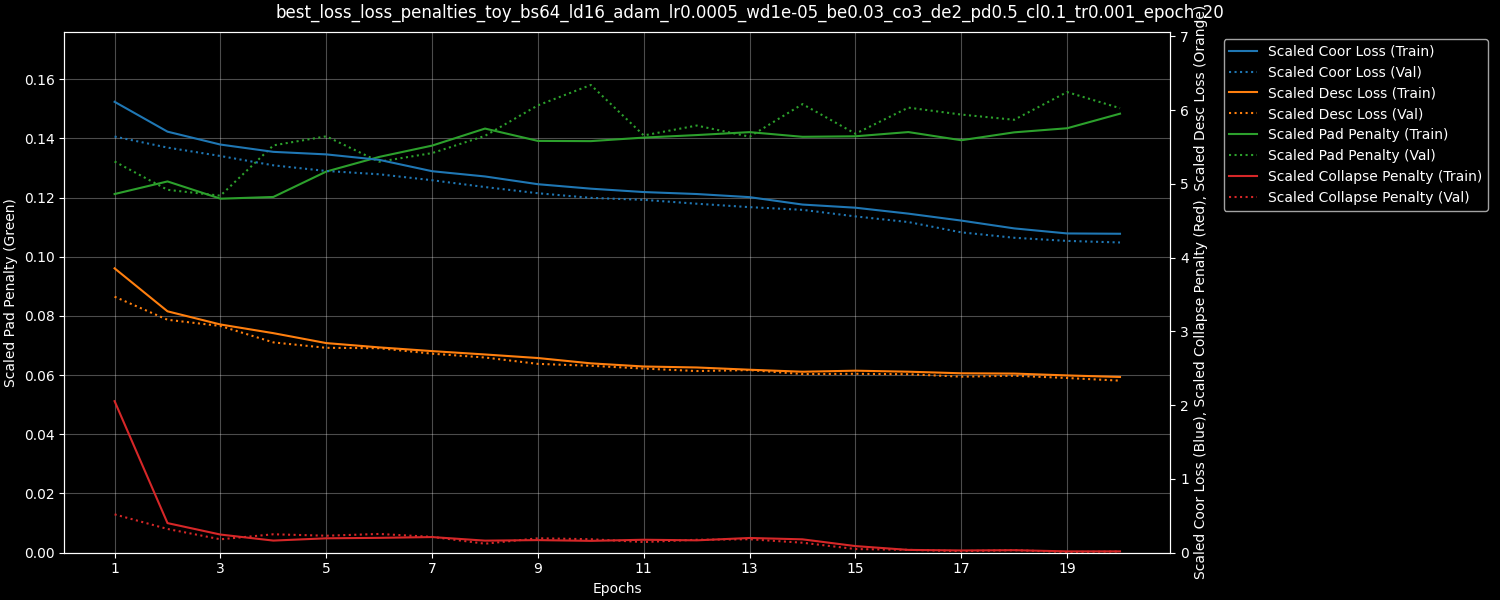 best_loss_loss_penalties_toy_bs64_ld16_adam_lr0.0005_wd1e-05_be0.03_co3_de2_pd0.5_cl0.1_tr0.001_epoch_20
Scaled Pad Penalty (Green)
0.16
0.14
0.12
0.10
0.08
0.06
0.04
0.02
0.00
1 3 5 7 9 11 13 15 17 19
Epochs
7
6
5
4
3
2
1
0
Scaled Coor Loss (Blue), Scaled Collapse Penalty (Red), Scaled Desc Loss (Orange)
Scaled Coor Loss (Train)
Scaled Coor Loss (Val)
Scaled Desc Loss (Train)
Scaled Desc Loss (Val)
Scaled Pad Penalty (Train)
Scaled Pad Penalty (Val)
Scaled Collapse Penalty (Train)
Scaled Collapse Penalty (Val)